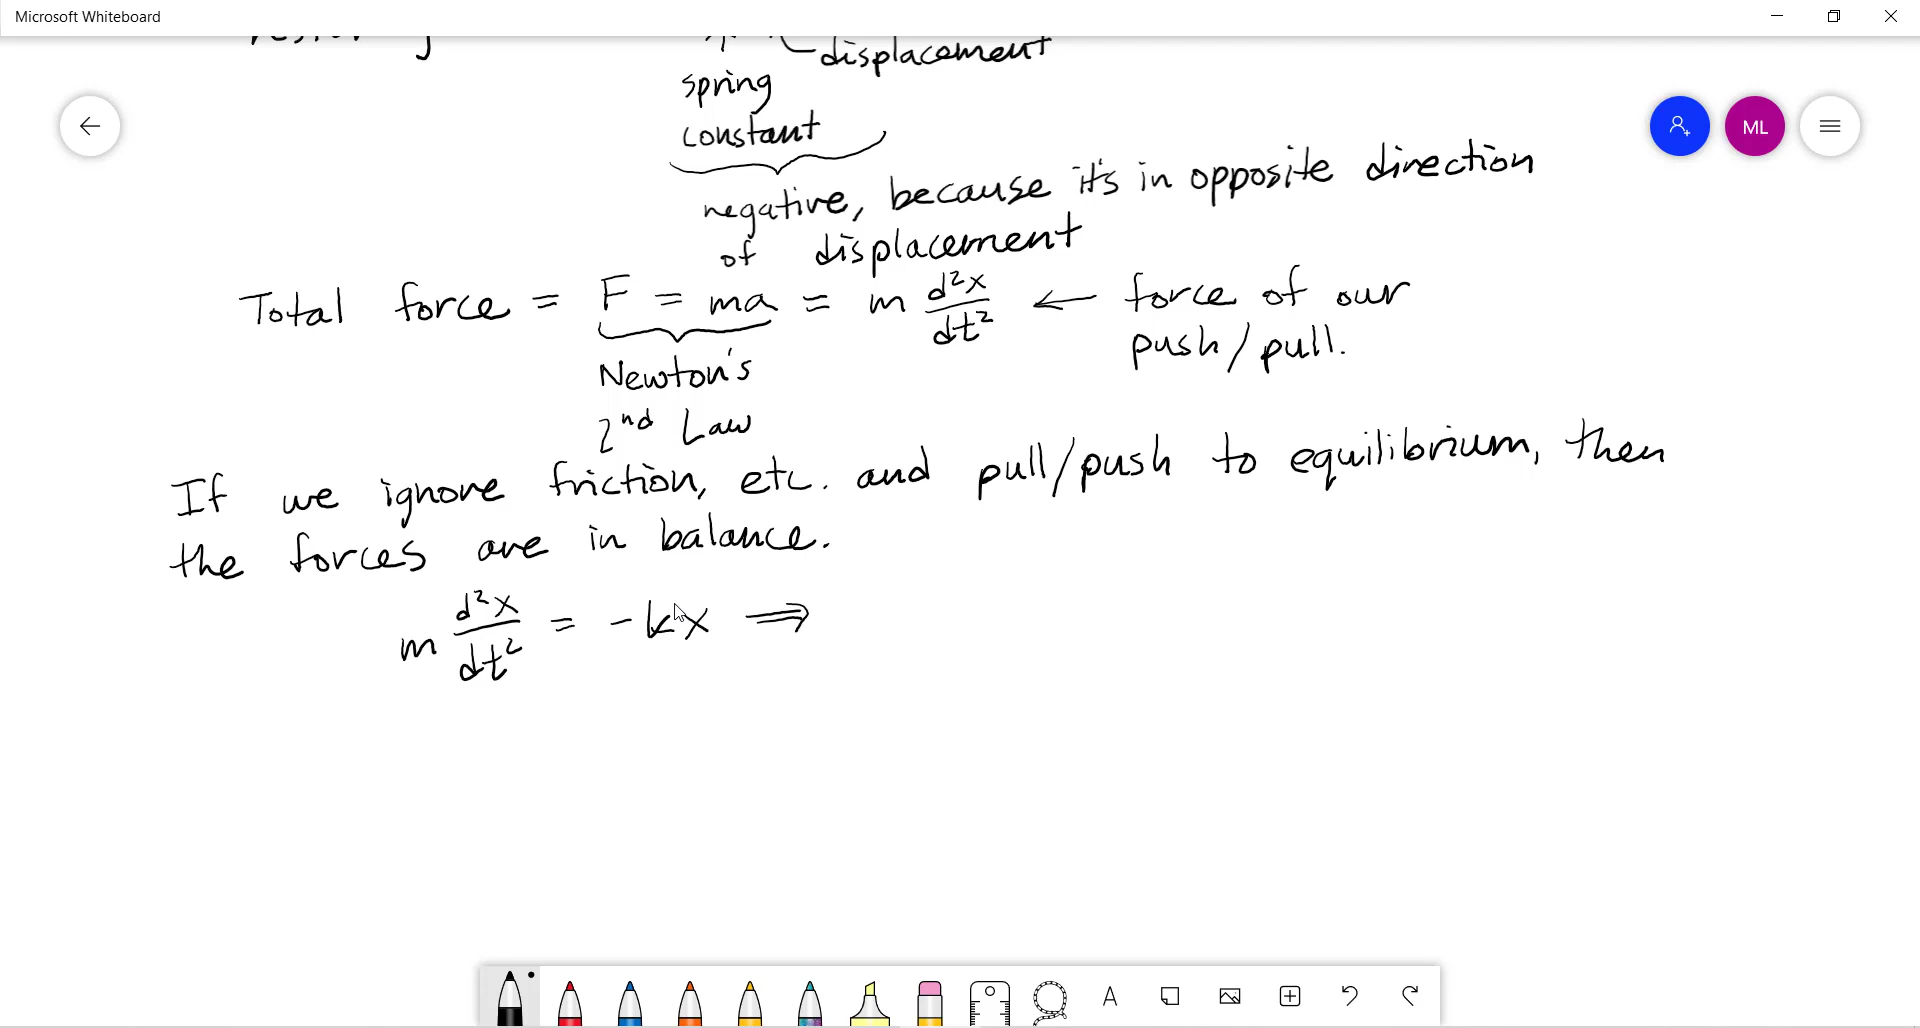 Microsoft Whiteboard
displacement
spring
constant
negative, because it's in opposite direction
of displacement
Total force = F = ma = m d²x/dt² ← force of our
push/pull.
Newton's
2nd Law
If we ignore friction, etc. and pull/push to equilibrium, then
the forces are in balance.
m d²x/dt² = -kx ⇒
ML
A